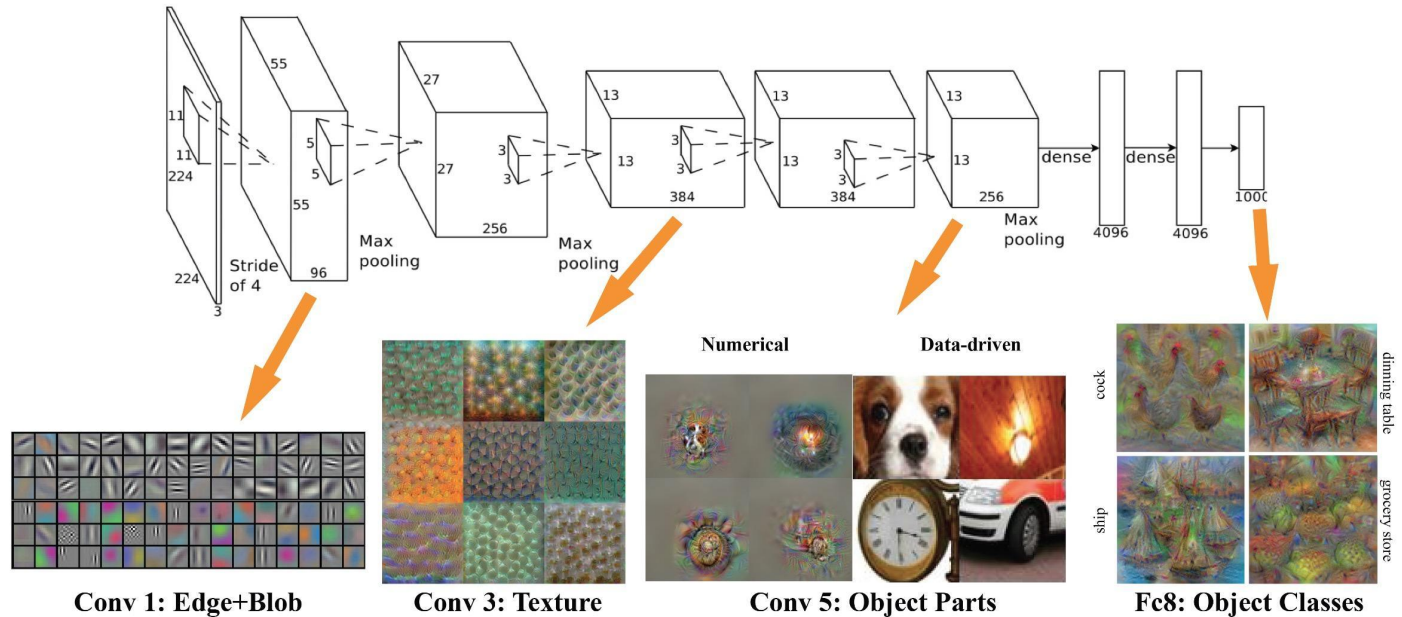 11
11
224
224
3
Stride
of 4
55
55
5
5
96
Max
pooling
27
27
3
3
256
Max
pooling
13
13
3
3
384
13
13
3
3
384
13
13
256
Max
pooling
dense
4096
dense
4096
1000
Numerical
Data-driven
cock
dinning table
ship
grocery store
Conv 1: Edge+Blob
Conv 3: Texture
Conv 5: Object Parts
Fc8: Object Classes